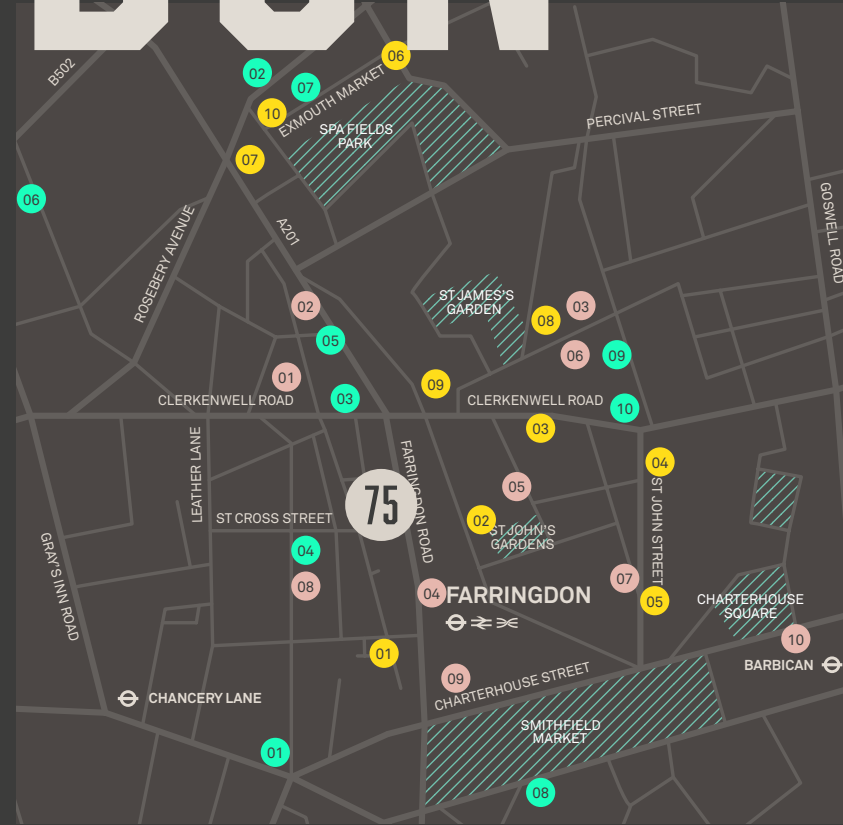 DON
B502
02
07
06
10
EXMOUTH MARKET
SPA FIELDS
PARK
PERCIVAL STREET
07
06
ROSEBERY AVENUE
A201
GOSWELL ROAD
ST JAMES'S
GARDEN
02
03
08
05
06
09
01
09
03
10
CLERKENWELL ROAD
CLERKENWELL ROAD
03
LEATHER LANE
FARRINGDON ROAD
04
ST JOHN STREET
75
05
ST CROSS STREET
02
ST JOHN'S
GARDENS
GRAY'S INN ROAD
04
08
04
FARRINGDON
07
05
CHARTERHOUSE
SQUARE
10
01
BARBICAN
09
CHARTERHOUSE STREET
CHANCERY LANE
SMITHFIELD
MARKET
01
08